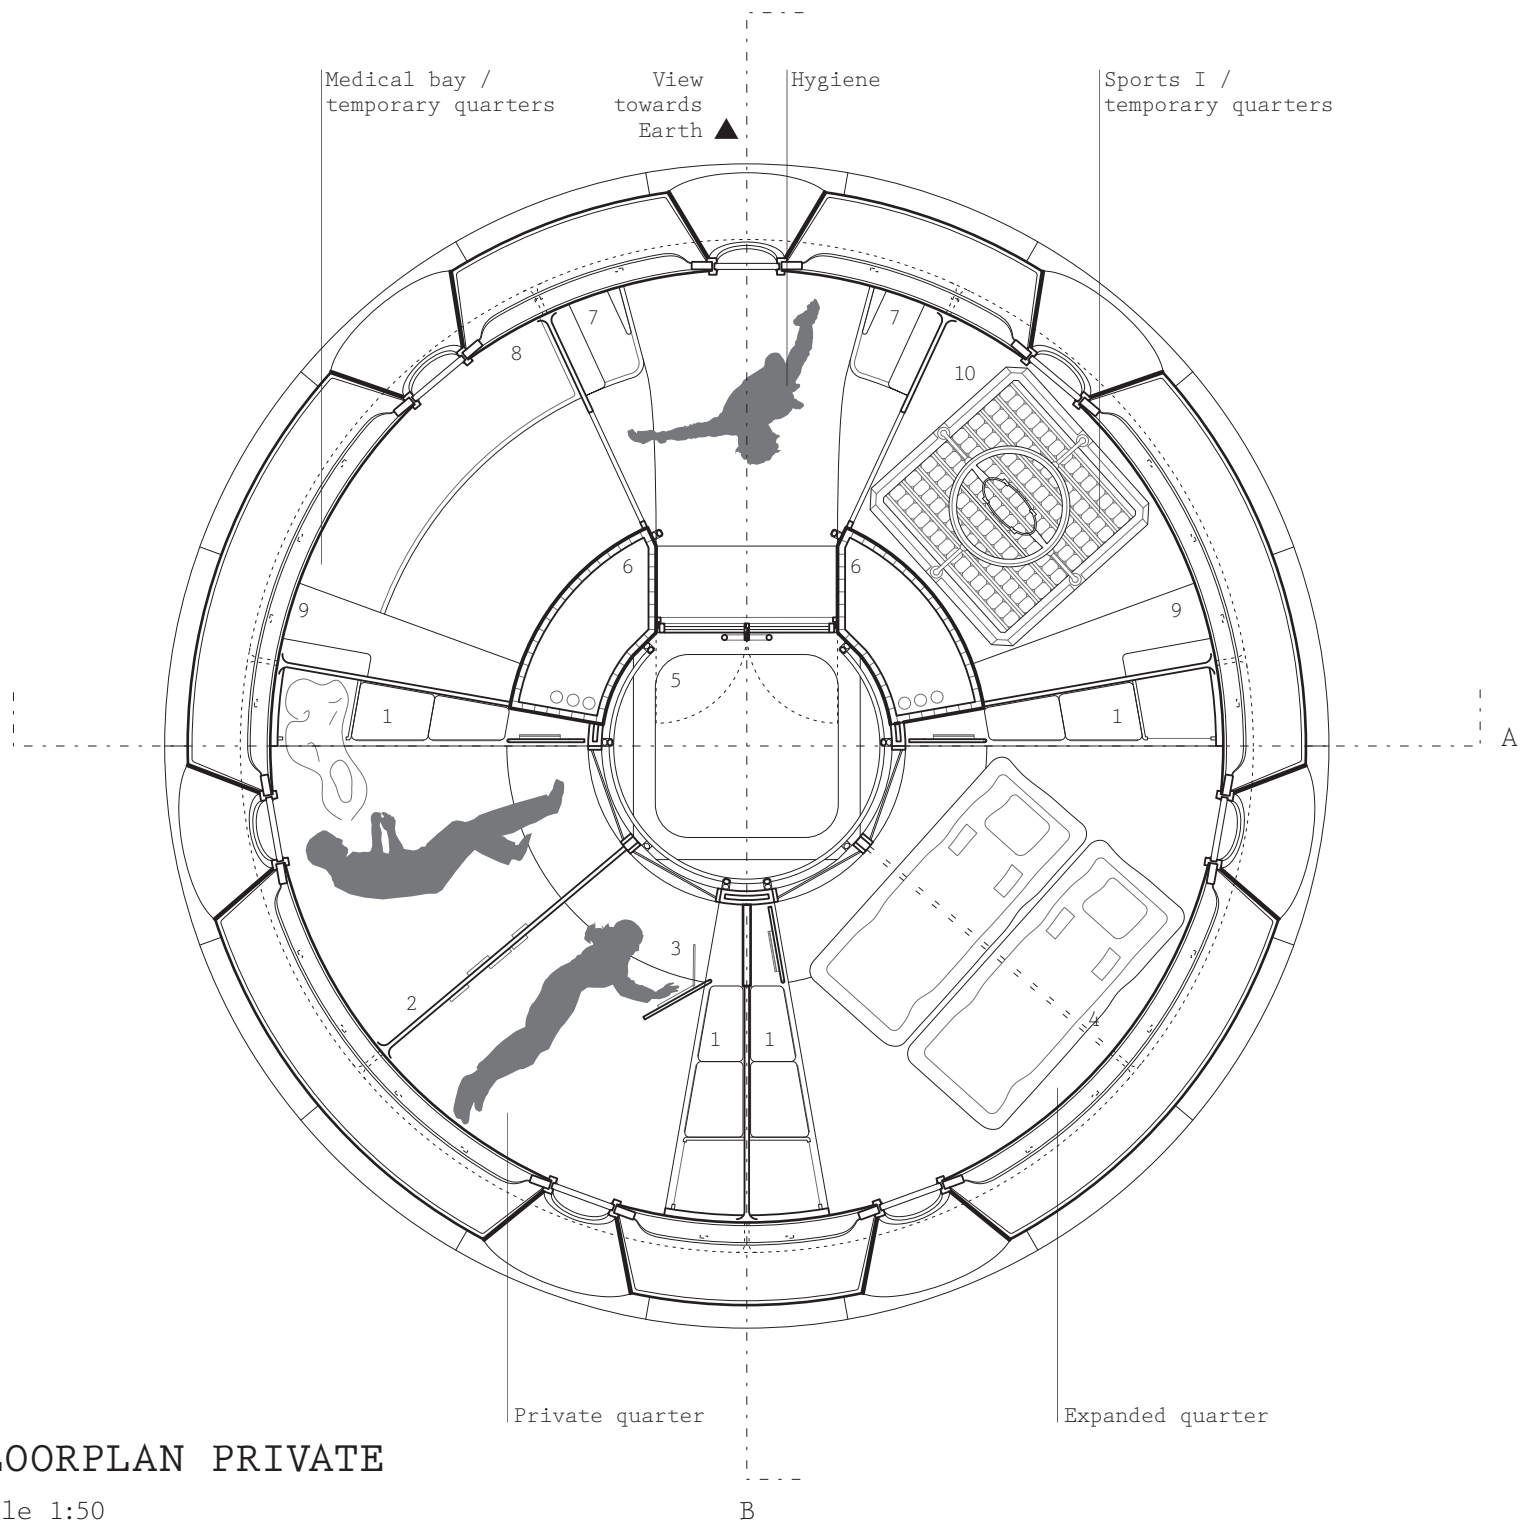 Medical bay /
temporary quarters
View
towards
Earth
Hygiene
Sports I /
temporary quarters
7
7
8
10
6
6
9
9
5
1
1
A
3
2
4
1
1
Private quarter
Expanded quarter
LOORPLAN PRIVATE
le 1:50
B